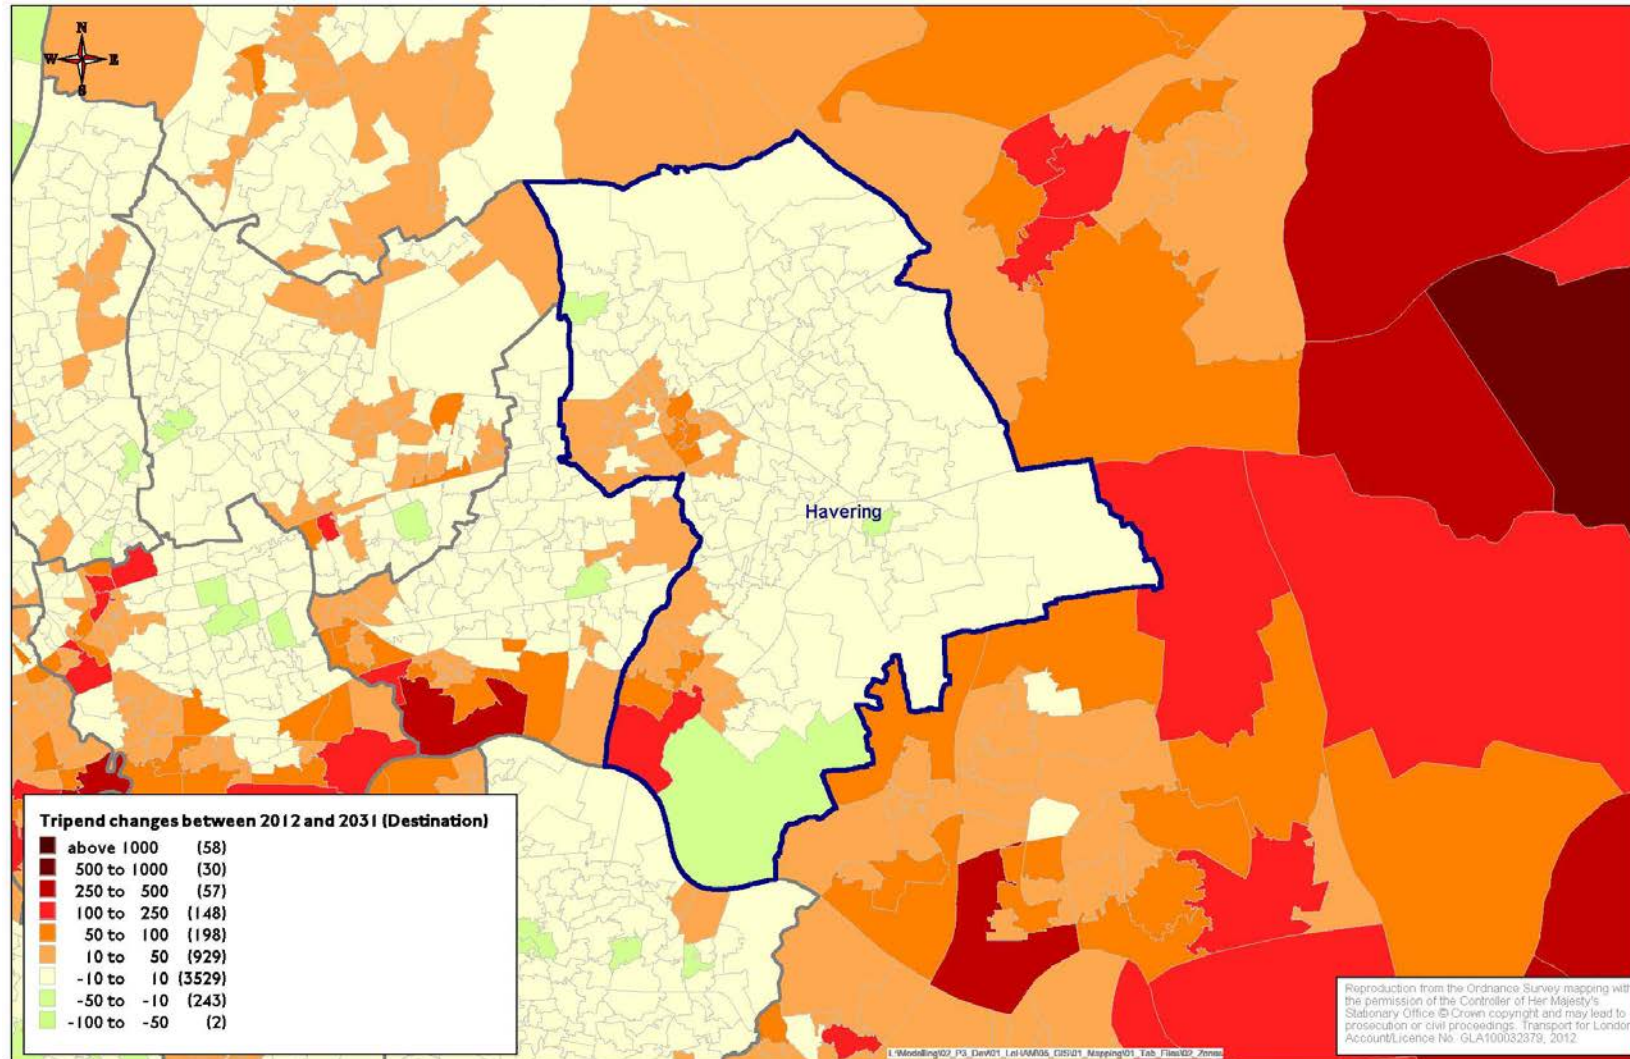 N
W E
S
Havering
Tripend changes between 2012 and 2031 (Destination)
above 1000 (58)
500 to 1000 (30)
250 to 500 (57)
100 to 250 (148)
50 to 100 (198)
10 to 50 (929)
-10 to 10 (3529)
-50 to -10 (243)
-100 to -50 (2)
Reproduction from the Ordnance Survey mapping with
the permission of the Controller of Her Majesty's
Stationary Office © Crown copyright and may lead to
prosecution or civil proceedings. Transport for London
Account/Licence No. GLA100032379, 2012